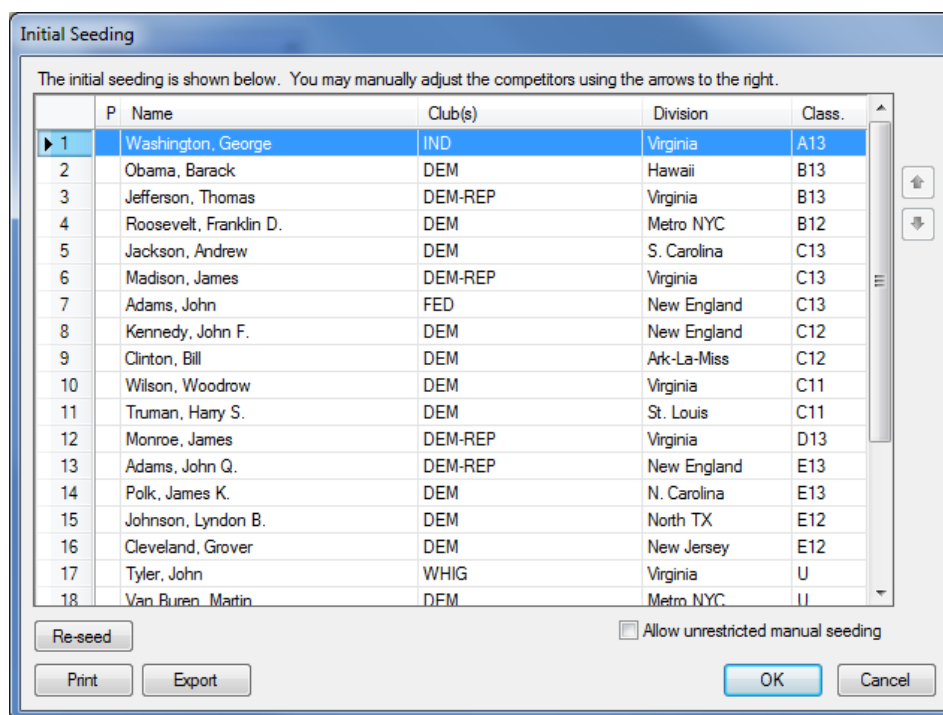 Initial Seeding
The initial seeding is shown below. You may manually adjust the competitors using the arrows to the right.
P Name Club(s) Division Class.
1 Washington, George IND Virginia A13
2 Obama, Barack DEM Hawaii B13
3 Jefferson, Thomas DEM-REP Virginia B13
4 Roosevelt, Franklin D. DEM Metro NYC B12
5 Jackson, Andrew DEM S. Carolina C13
6 Madison, James DEM-REP Virginia C13
7 Adams, John FED New England C13
8 Kennedy, John F. DEM New England C12
9 Clinton, Bill DEM Ark-La-Miss C12
10 Wilson, Woodrow DEM Virginia C11
11 Truman, Harry S. DEM St. Louis C11
12 Monroe, James DEM-REP Virginia D13
13 Adams, John Q. DEM-REP New England E13
14 Polk, James K. DEM N. Carolina E13
15 Johnson, Lyndon B. DEM North TX E12
16 Cleveland, Grover DEM New Jersey E12
17 Tyler, John WHIG Virginia U
18 Van Buren, Martin DEM Metro NYC U
Re-seed Allow unrestricted manual seeding
Print Export OK Cancel